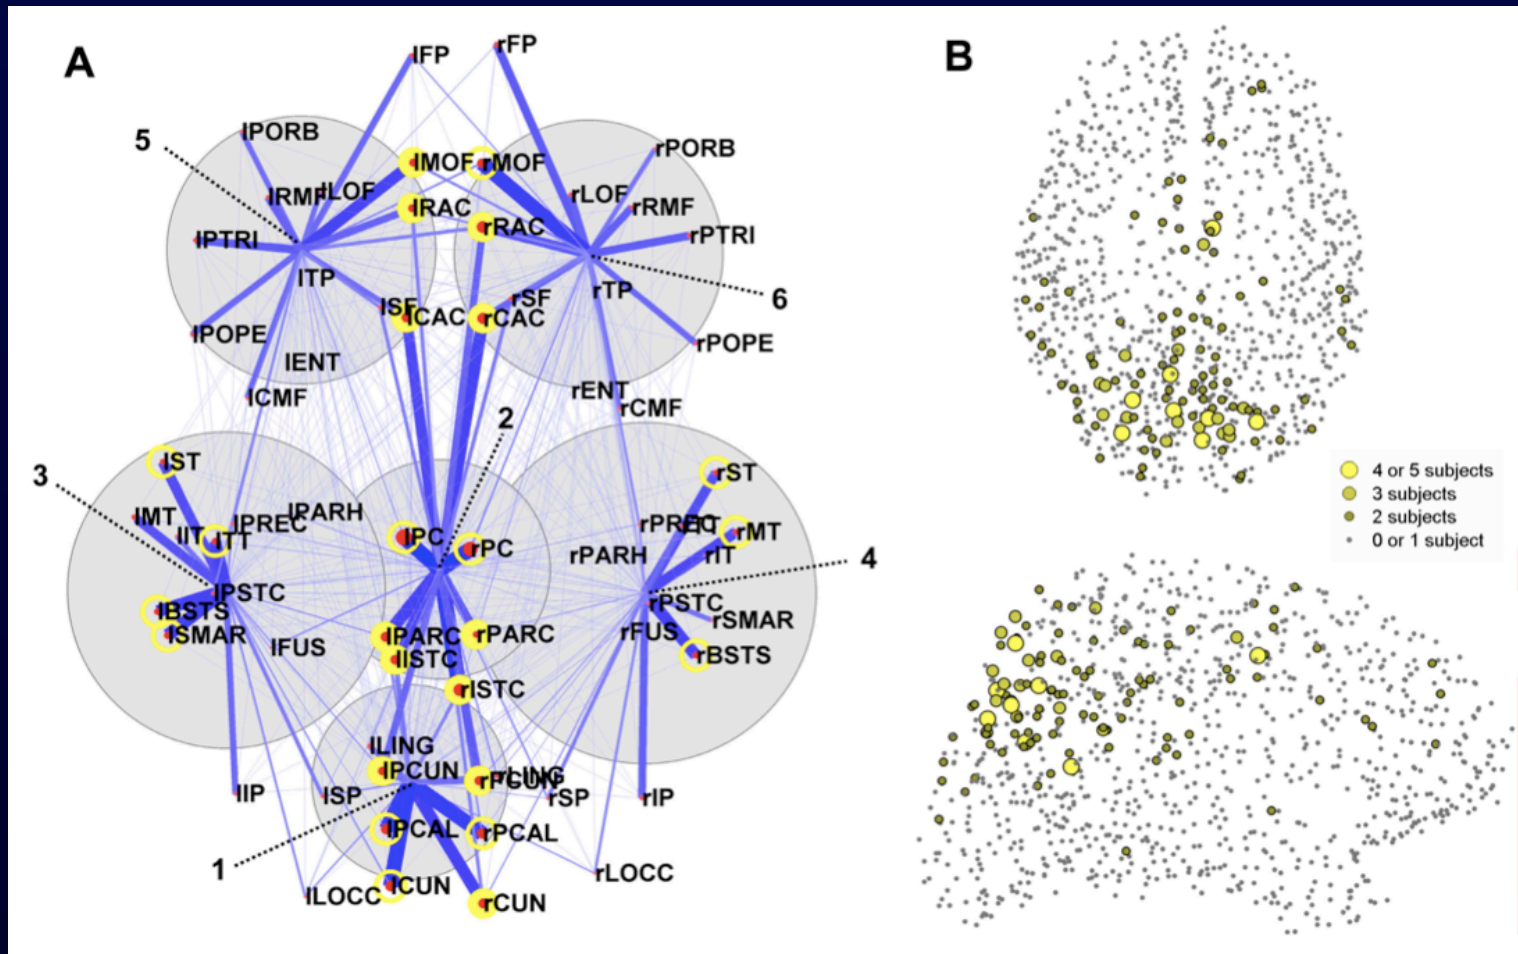 A
B
lFP
rFP
lPORB
5
lMOF
rMOF
rPORB
lRMF
lLOF
lRAC
rLOF
rRMF
rRAC
lPTRI
rPTRI
lTP
rTP
6
lSF
rSF
lCAC
rCAC
lPOPE
rPOPE
lENT
rENT
lCMF
rCMF
2
lST
rST
3
lMT
lPREC
lPARH
rPREC
rTT
rMT
lIT
lTT
lPC
rPC
rPARH
rIT
4
lPSTC
rPSTC
lBSTS
rSMAR
lSMAR
lPARC
rPARC
rFUS
lFUS
lISTC
rBSTS
rISTC
lLING
lPCUN
rPCUN
rLING
lIP
lSP
rSP
rIP
lPCAL
rPCAL
1
lLOCC
lCUN
rCUN
rLOCC
4 or 5 subjects
3 subjects
2 subjects
0 or 1 subject